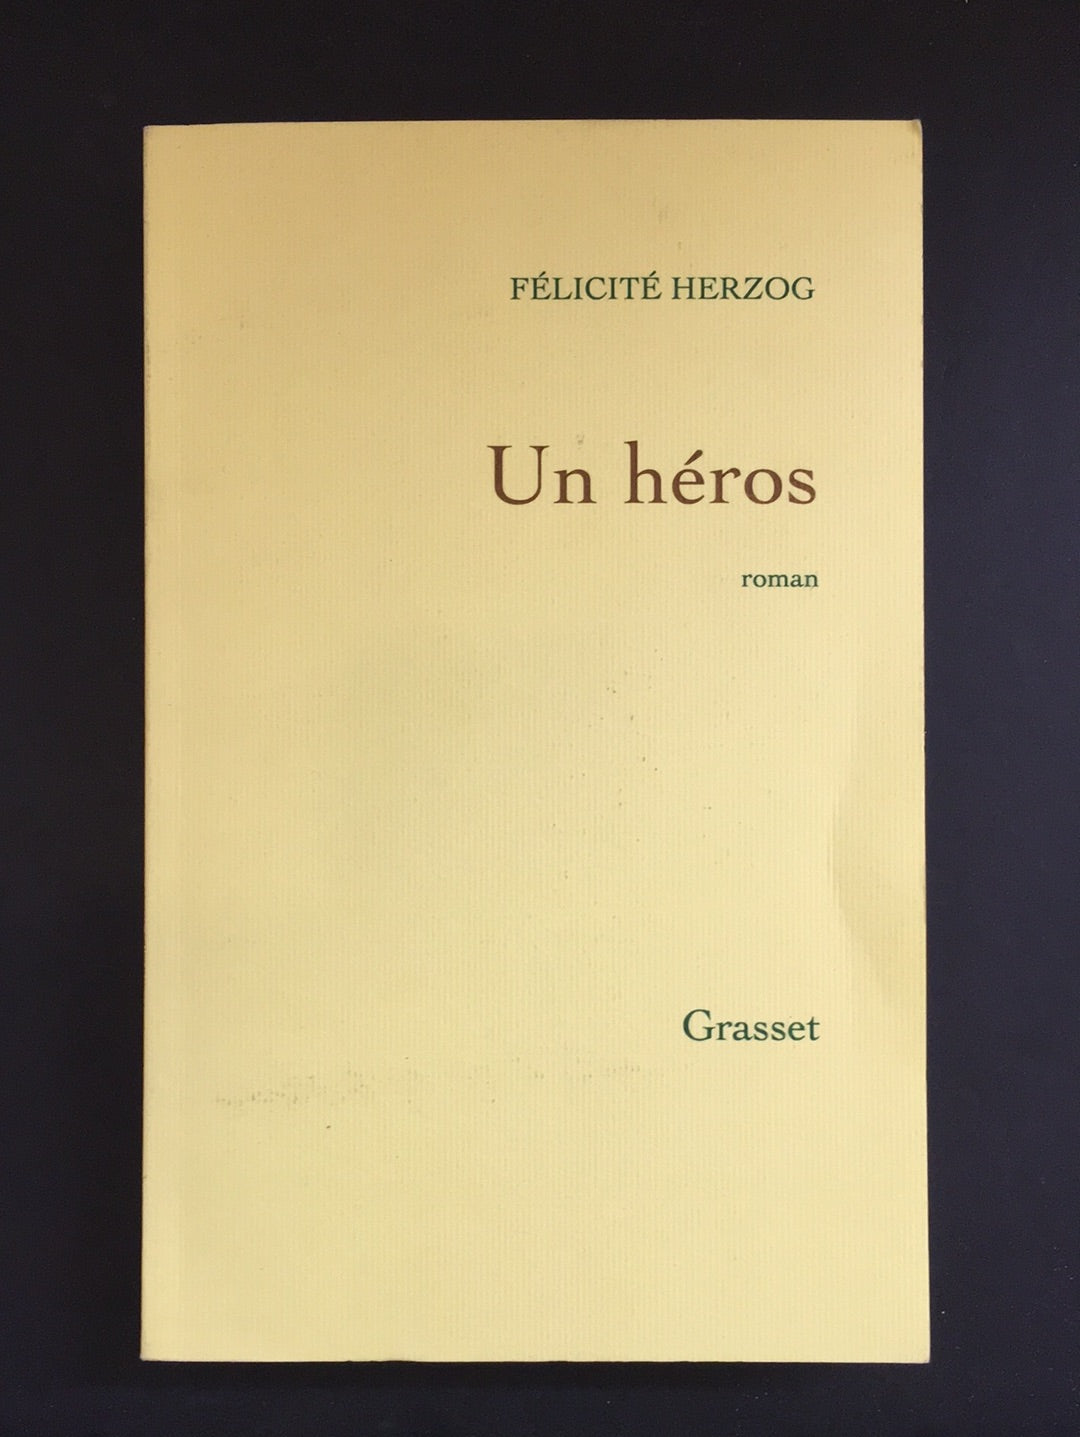 FÉLICITÉ HERZOG
Un héros
roman
Grasset